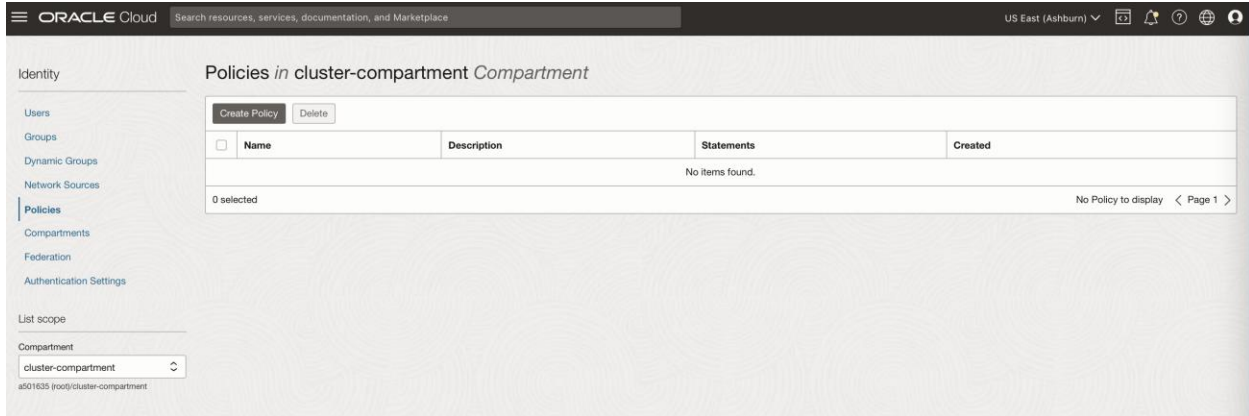 ORACLE Cloud
Search resources, services, documentation, and Marketplace
US East (Ashburn)
Identity
Users
Groups
Dynamic Groups
Network Sources
Policies
Compartments
Federation
Authentication Settings
List scope
Compartment
cluster-compartment
a501635 (root)/cluster-compartment
Policies in cluster-compartment Compartment
Create Policy Delete
Name Description Statements Created
No items found.
0 selected No Policy to display < Page 1 >